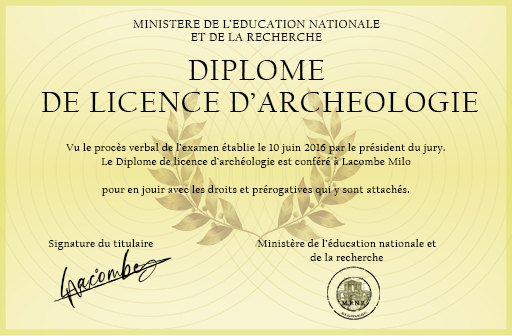 MINISTERE DE L'EDUCATION NATIONALE
ET DE LA RECHERCHE
DIPLOME
DE LICENCE D'ARCHEOLOGIE
Vu le procès verbal de l'examen établie le 10 juin 2016 par le président du jury.
Le Diplome de licence d'archéologie est conféré à Lacombe Milo
pour en jouir avec les droits et prérogatives qui y sont attachés.
Signature du titulaire
Ministère de l'éducation nationale et
de la recherche
Lacombe